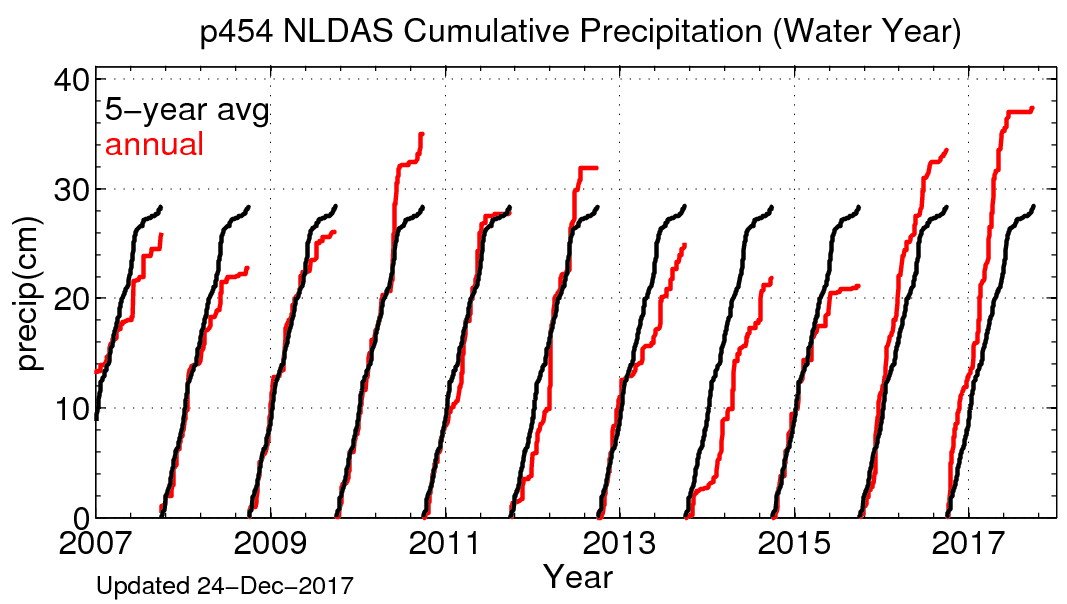 p454 NLDAS Cumulative Precipitation (Water Year)
40
5-year avg
annual
30
precip(cm)
20
10
0
2007 2009 2011 2013 2015 2017
Year
Updated 24-Dec-2017